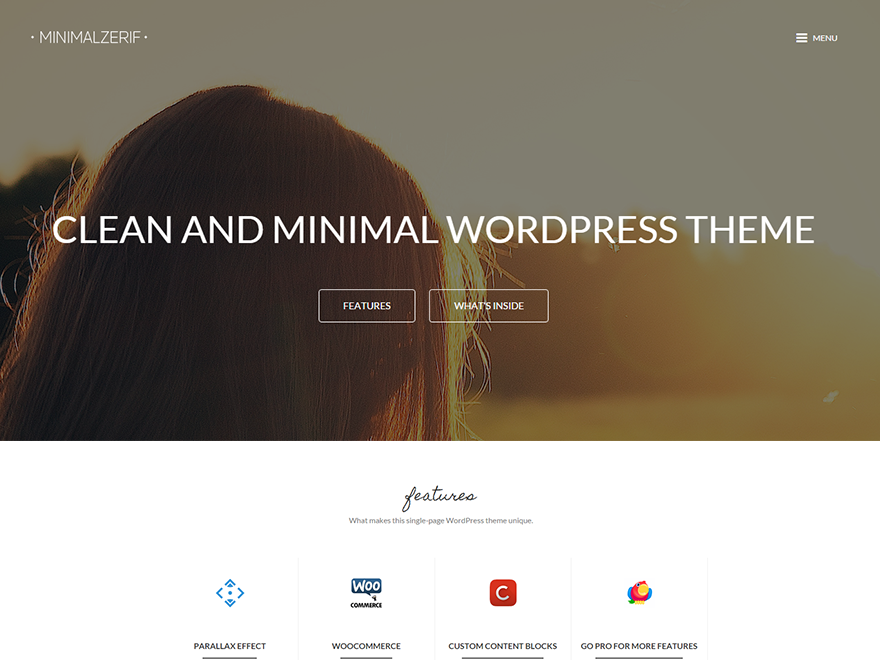 · MINIMALZERIF ·
MENU
CLEAN AND MINIMAL WORDPRESS THEME
FEATURES
WHAT'S INSIDE
features
What makes this single-page WordPress theme unique.
WOO
COMMERCE
C
PARALLAX EFFECT
WOOCOMMERCE
CUSTOM CONTENT BLOCKS
GO PRO FOR MORE FEATURES